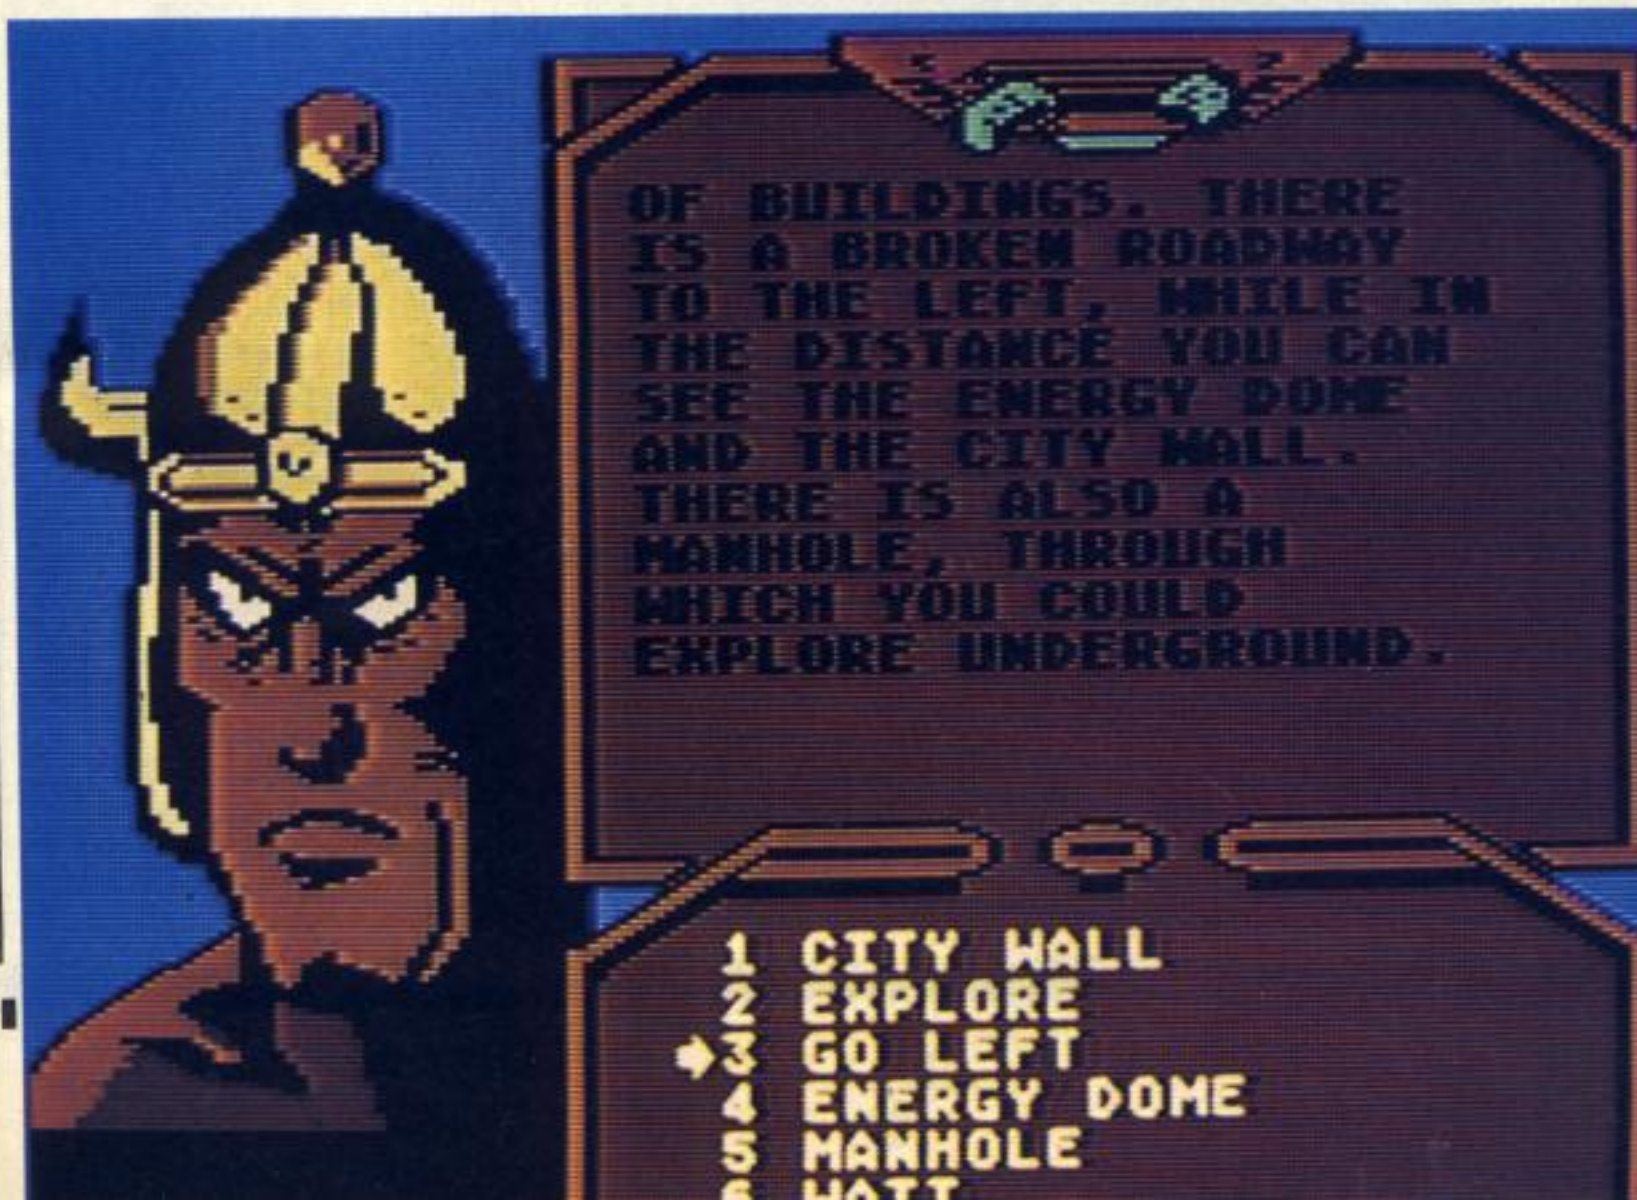 OF BUILDINGS. THERE
IS A BROKEN ROADWAY
TO THE LEFT, WHILE IN
THE DISTANCE YOU CAN
SEE THE ENERGY DOME
AND THE CITY WALL.
THERE IS ALSO A
MANHOLE, THROUGH
WHICH YOU COULD
EXPLORE UNDERGROUND.
1 CITY WALL
2 EXPLORE
3 GO LEFT
4 ENERGY DOME
5 MANHOLE
6 WAIT